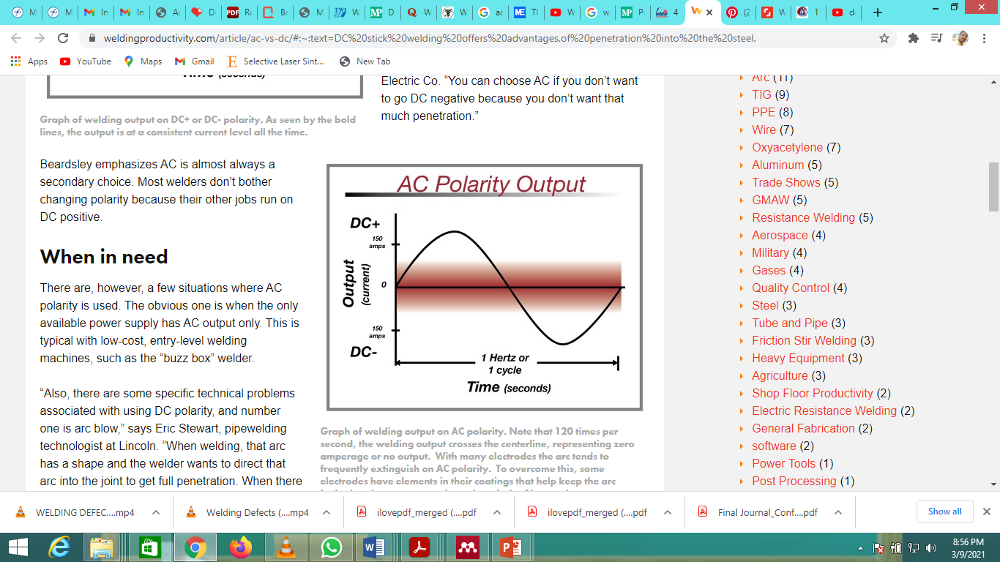 M
In
In
A
D
PDF
R
B
M
TWI
W
MP
D
Q
W
W
G
ac
ME
TI
W
G
w
MP
P
4
W
(2
W
1
d
weldingproductivity.com/article/ac-vs-dc/#:~:text=DC%20stick%20welding%20offers%20advantages,of%20penetration%20into%20the%20steel.
Apps
YouTube
Maps
Gmail
Selective Laser Sint...
New Tab
Time (seconds)
Graph of welding output on DC+ or DC- polarity. As seen by the bold
lines, the output is at a consistent current level all the time.
Beardsley emphasizes AC is almost always a
secondary choice. Most welders don’t bother
changing polarity because their other jobs run on
DC positive.
When in need
There are, however, a few situations where AC
polarity is used. The obvious one is when the only
available power supply has AC output only. This is
typical with low-cost, entry-level welding
machines, such as the “buzz box” welder.
“Also, there are some specific technical problems
associated with using DC polarity, and number
one is arc blow,” says Eric Stewart, pipewelding
technologist at Lincoln. “When welding, that arc
has a shape and the welder wants to direct that
arc into the joint to get full penetration. When there
Electric Co. “You can choose AC if you don’t want
to go DC negative because you don’t want that
much penetration.”
AC Polarity Output
DC+
150
amps
Output
(current)
0
150
amps
DC-
1 Hertz or
1 cycle
Time (seconds)
Graph of welding output on AC polarity. Note that 120 times per
second, the welding output crosses the centerline, representing zero
amperage or no output. With many electrodes the arc tends to
frequently extinguish on AC polarity. To overcome this, some
electrodes have elements in their coatings that help keep the arc
Arc (11)
TIG (9)
PPE (8)
Wire (7)
Oxyacetylene (7)
Aluminum (5)
Trade Shows (5)
GMAW (5)
Resistance Welding (5)
Aerospace (4)
Military (4)
Gases (4)
Quality Control (4)
Steel (3)
Tube and Pipe (3)
Friction Stir Welding (3)
Heavy Equipment (3)
Agriculture (3)
Shop Floor Productivity (2)
Electric Resistance Welding (2)
General Fabrication (2)
software (2)
Power Tools (1)
Post Processing (1)
WELDING DEFEC....mp4
Welding Defects (....mp4
ilovepdf_merged (....pdf
ilovepdf_merged (....pdf
Final Journal_Conf....pdf
Show all
8:56 PM
3/9/2021